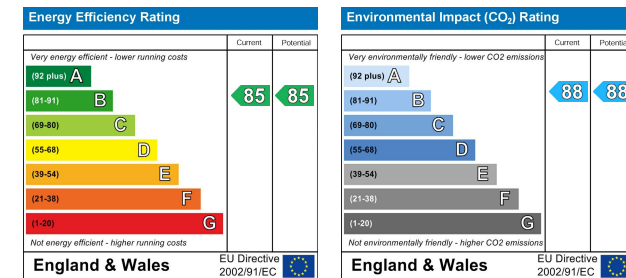 Energy Efficiency Rating
Current Potential
Very energy efficient - lower running costs
(92 plus) A
(81-91) B
85 85
(69-80) C
(55-68) D
(39-54) E
(21-38) F
(1-20) G
Not energy efficient - higher running costs
England & Wales
EU Directive
2002/91/EC
Environmental Impact (CO₂) Rating
Current Potential
Very environmentally friendly - lower CO2 emissions
(92 plus) A
(81-91) B
88 88
(69-80) C
(55-68) D
(39-54) E
(21-38) F
(1-20) G
Not environmentally friendly - higher CO2 emissions
England & Wales
EU Directive
2002/91/EC